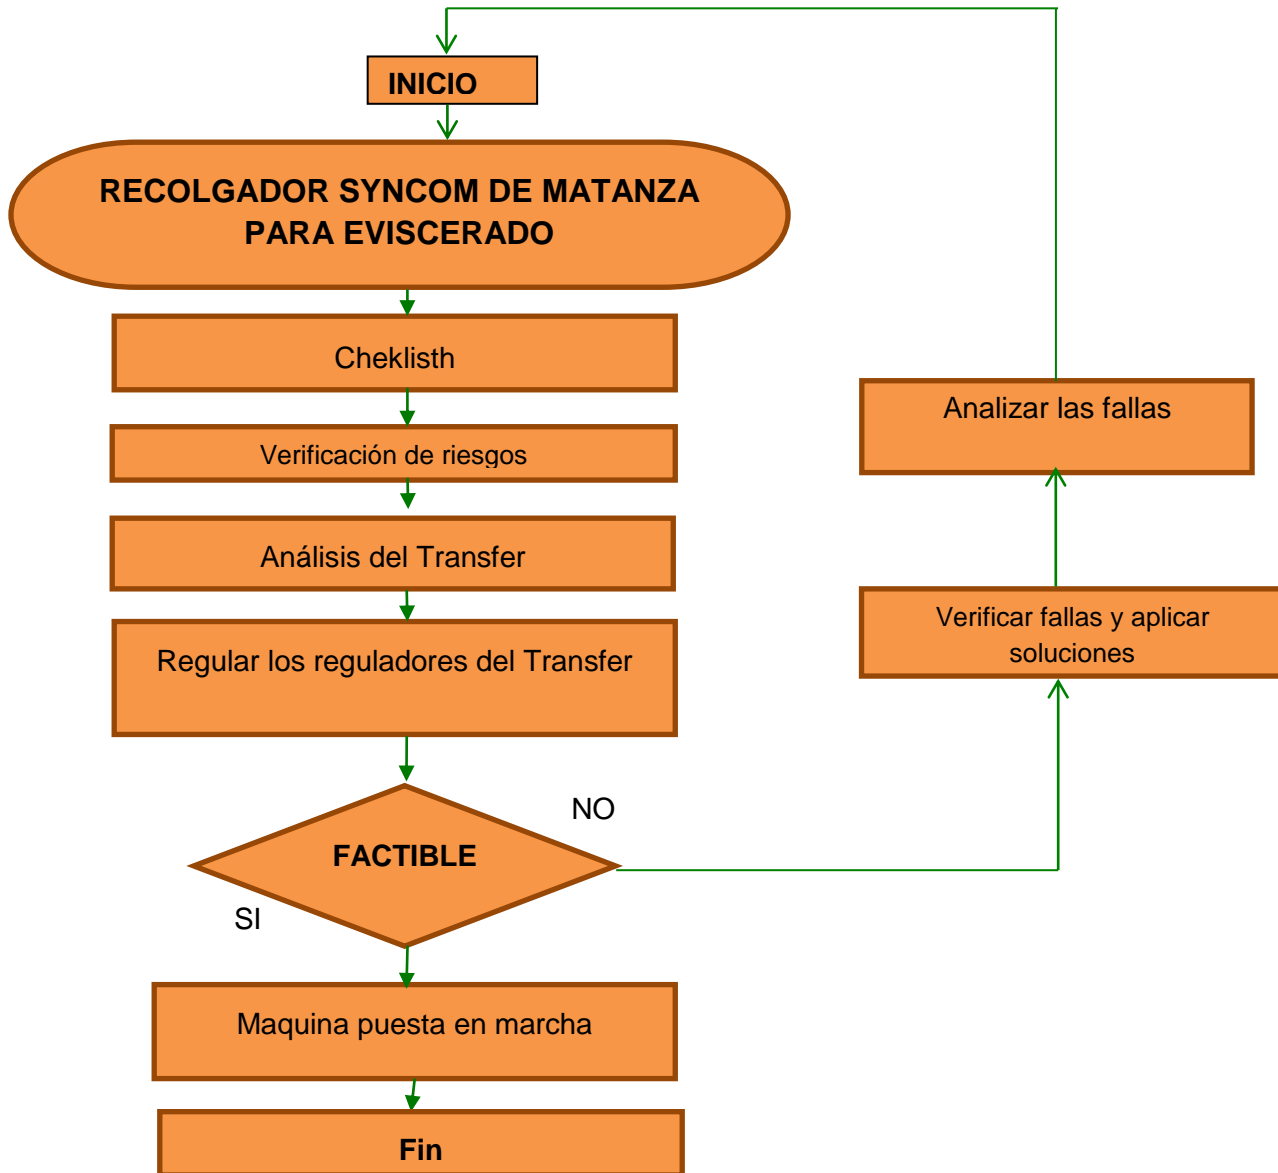 INICIO
RECOLGADOR SYNCOM DE MATANZA
PARA EVISCERADO
Cheklisth
Verificación de riesgos
Análisis del Transfer
Regular los reguladores del Transfer
FACTIBLE
NO
SI
Maquina puesta en marcha
Fin
Analizar las fallas
Verificar fallas y aplicar
soluciones